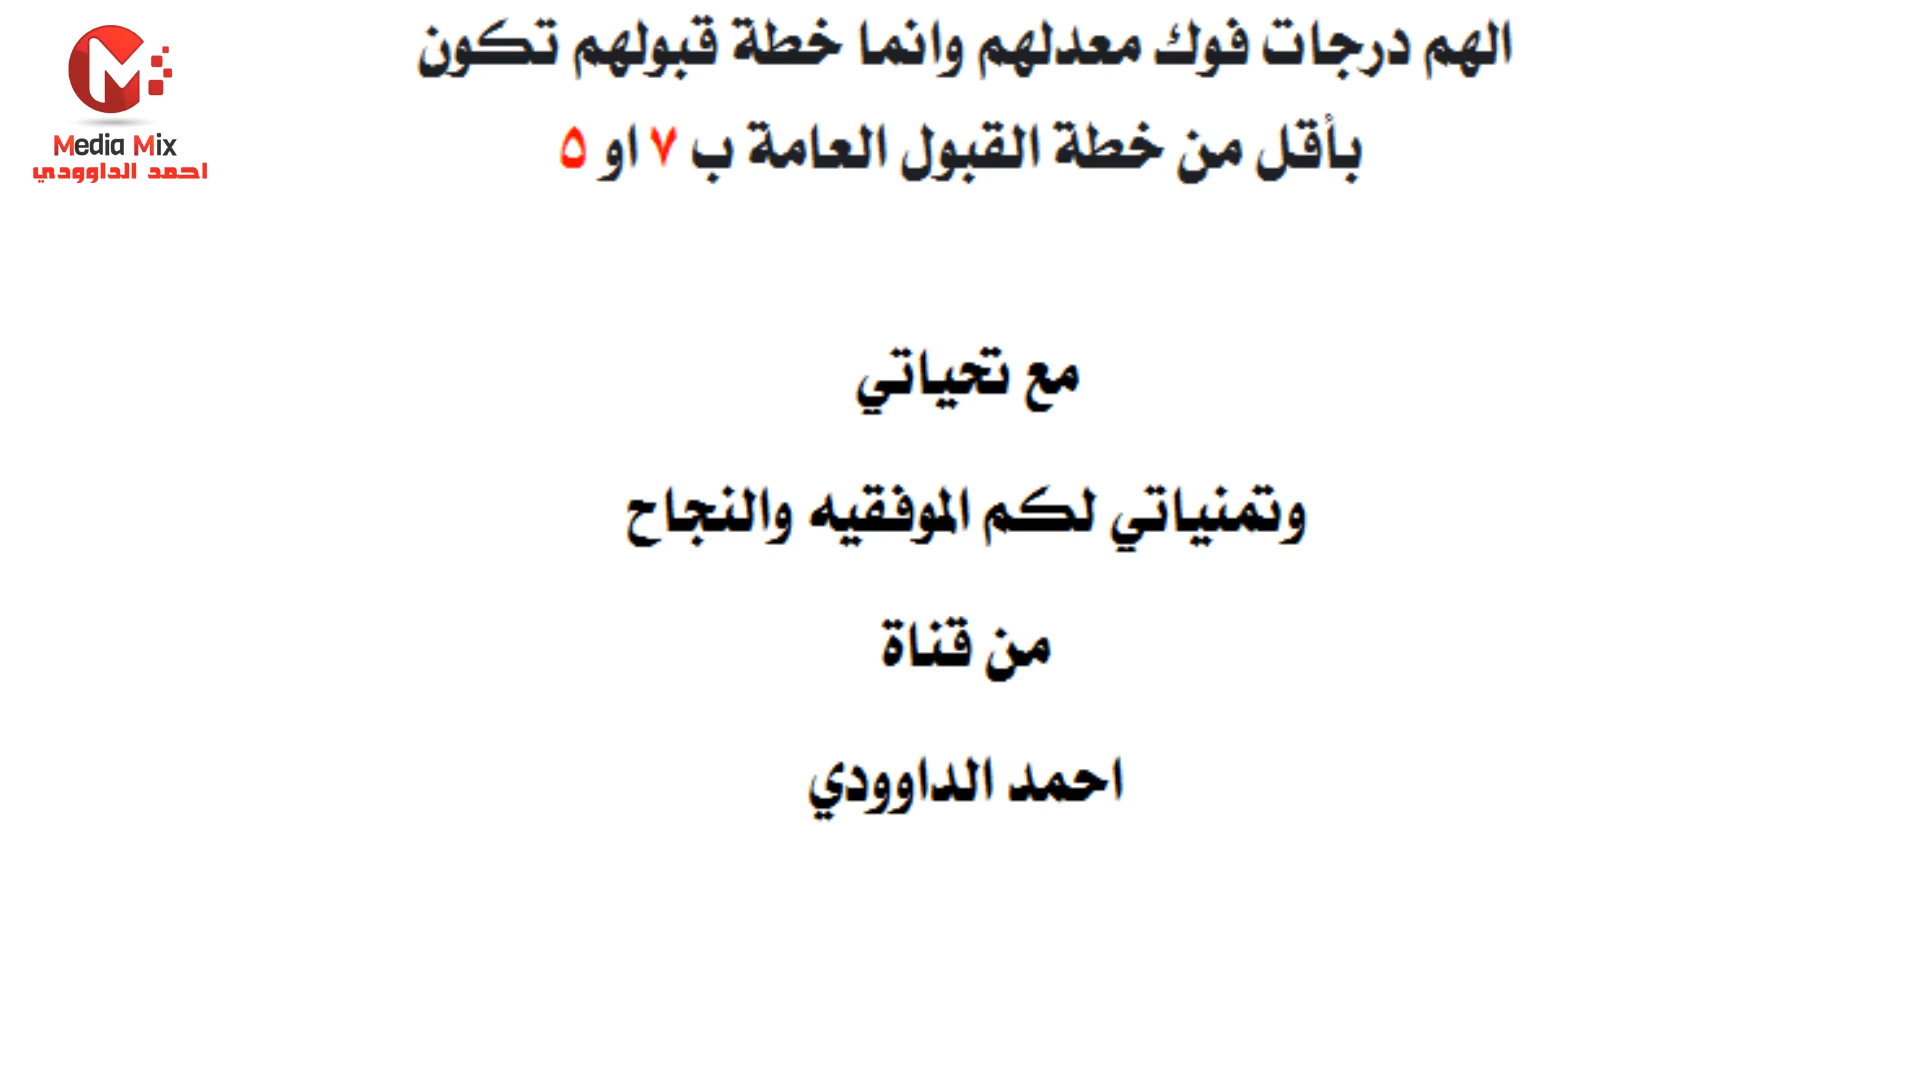 Media Mix
احمد الداوودي
الهم درجات فوك معدلهم وانما خطة قبولهم تكون
بأقل من خطة القبول العامة ب ٧ او ٥
مع تحياتي
وتمنياتي لكم الموفقيه والنجاح
من قناة
احمد الداوودي